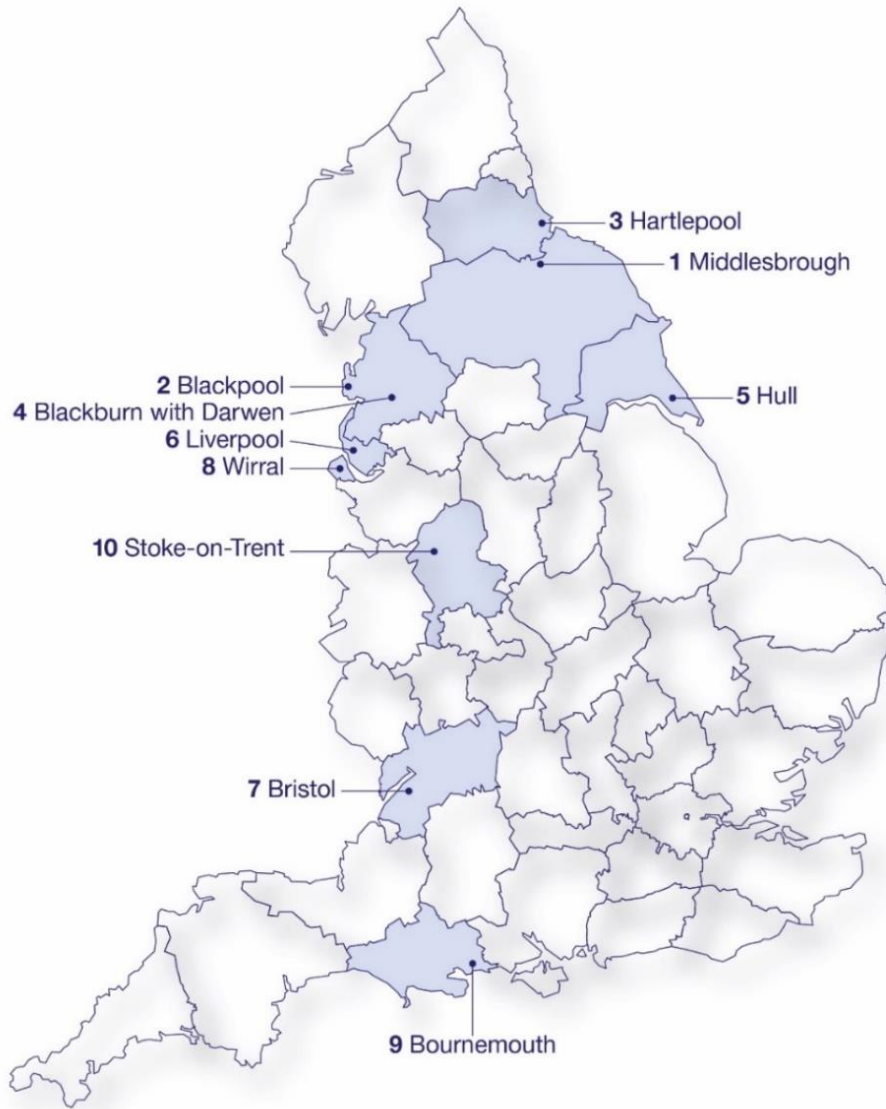 3 Hartlepool
1 Middlesbrough
2 Blackpool
4 Blackburn with Darwen
5 Hull
6 Liverpool
8 Wirral
10 Stoke-on-Trent
7 Bristol
9 Bournemouth